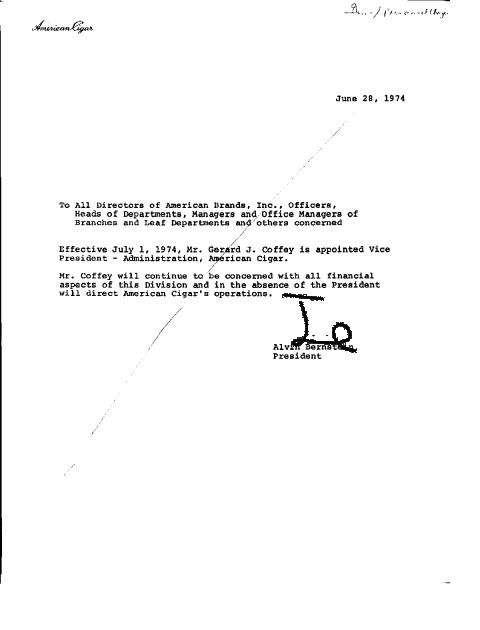 American Cigar
June 28, 1974
To All Directors of American Brands, Inc., Officers,
Heads of Departments, Managers and Office Managers of
Branches and Leaf Departments and others concerned
Effective July 1, 1974, Mr. Gerard J. Coffey is appointed Vice
President - Administration, American Cigar.
Mr. Coffey will continue to be concerned with all financial
aspects of this Division and in the absence of the President
will direct American Cigar's operations.
Alvin Bernstein
President